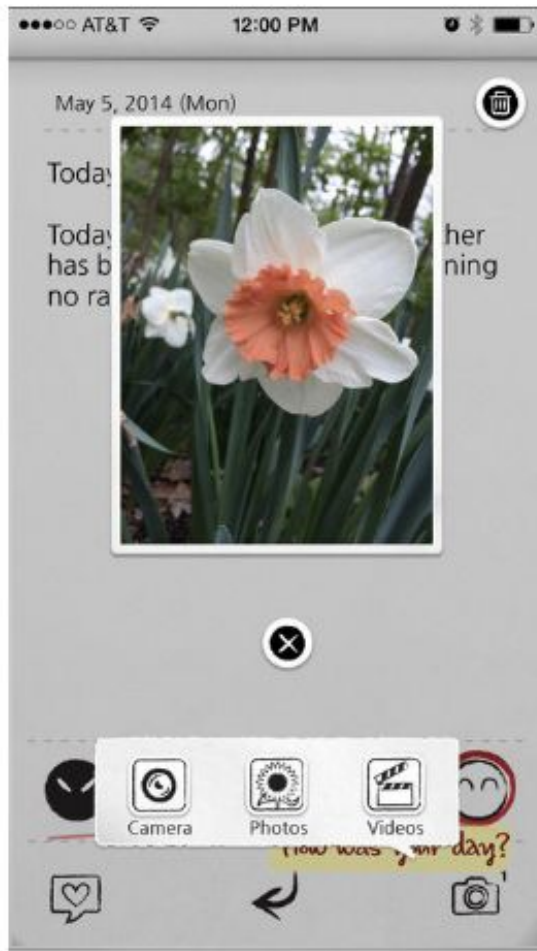 AT&T 12:00 PM
May 5, 2014 (Mon)
Today
Today her
has b ning
no ra
Camera Photos Videos
How was your day?
1